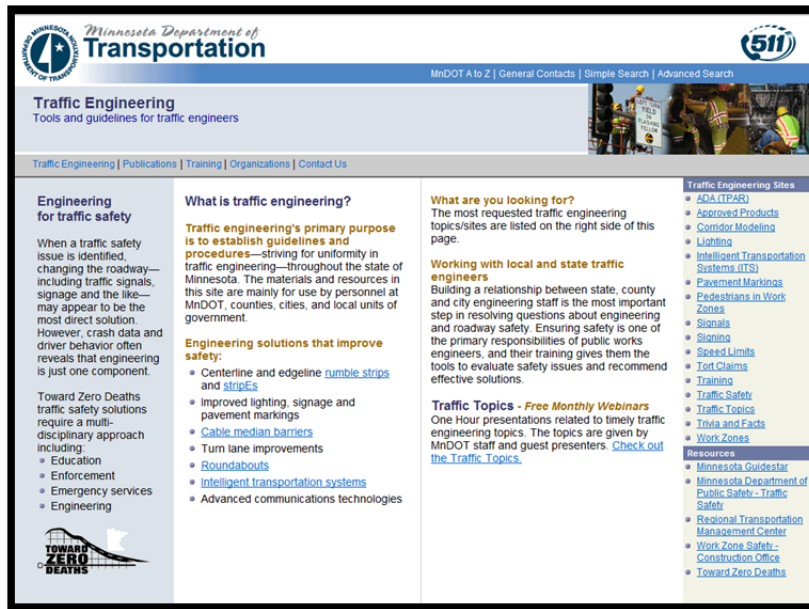 Minnesota Department of
Transportation
MINNESOTA DEPARTMENT OF TRANSPORTATION
511
MnDOT A to Z | General Contacts | Simple Search | Advanced Search
Traffic Engineering
Tools and guidelines for traffic engineers
LEFT TURN
YIELD
ON
FLASHING
YELLOW
Traffic Engineering | Publications | Training | Organizations | Contact Us
Engineering
for traffic safety
When a traffic safety
issue is identified,
changing the roadway—
including traffic signals,
signage and the like—
may appear to be the
most direct solution.
However, crash data and
driver behavior often
reveals that engineering
is just one component.
Toward Zero Deaths
traffic safety solutions
require a multi-
disciplinary approach
including:
Education
Enforcement
Emergency services
Engineering
TOWARD
ZERO
DEATHS
What is traffic engineering?
Traffic engineering's primary purpose
is to establish guidelines and
procedures—striving for uniformity in
traffic engineering—throughout the state of
Minnesota. The materials and resources in
this site are mainly for use by personnel at
MnDOT, counties, cities, and local units of
government.
Engineering solutions that improve
safety:
Centerline and edgeline rumble strips
and stripEs
Improved lighting, signage and
pavement markings
Cable median barriers
Turn lane improvements
Roundabouts
Intelligent transportation systems
Advanced communications technologies
What are you looking for?
The most requested traffic engineering
topics/sites are listed on the right side of this
page.
Working with local and state traffic
engineers
Building a relationship between state, county
and city engineering staff is the most important
step in resolving questions about engineering
and roadway safety. Ensuring safety is one of
the primary responsibilities of public works
engineers, and their training gives them the
tools to evaluate safety issues and recommend
effective solutions.
Traffic Topics - Free Monthly Webinars
One Hour presentations related to timely traffic
engineering topics. The topics are given by
MnDOT staff and guest presenters. Check out
the Traffic Topics.
Traffic Engineering Sites
ADA (TPAR)
Approved Products
Corridor Modeling
Lighting
Intelligent Transportation
Systems (ITS)
Pavement Markings
Pedestrians in Work
Zones
Signals
Signing
Speed Limits
Tort Claims
Training
Traffic Safety
Traffic Topics
Trivia and Facts
Work Zones
Resources
Minnesota Guidestar
Minnesota Department of
Public Safety - Traffic
Safety
Regional Transportation
Management Center
Work Zone Safety -
Construction Office
Toward Zero Deaths